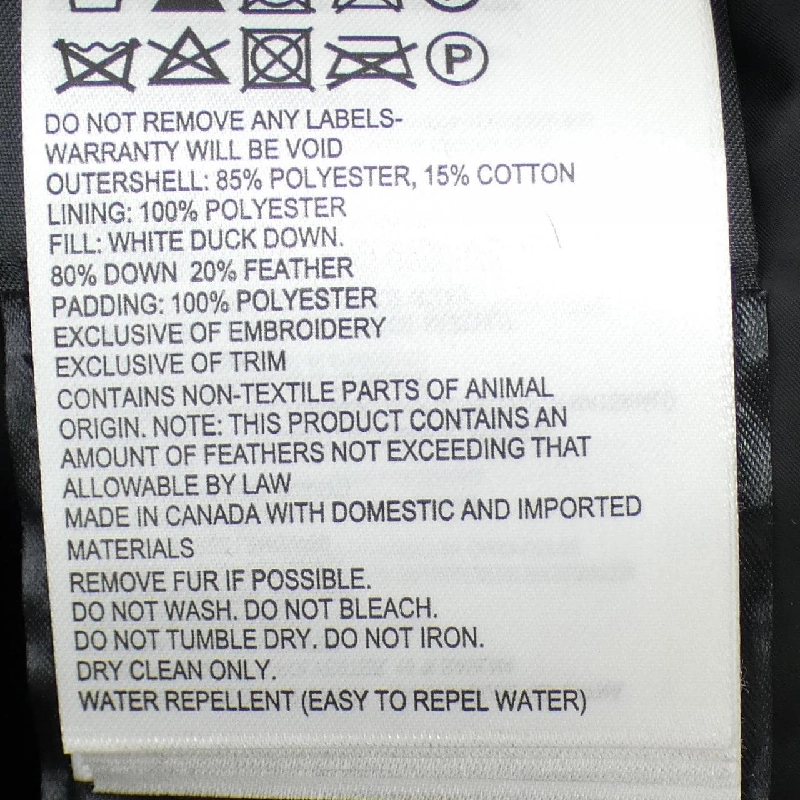 P
DO NOT REMOVE ANY LABELS-
WARRANTY WILL BE VOID
OUTERSHELL: 85% POLYESTER, 15% COTTON
LINING: 100% POLYESTER
FILL: WHITE DUCK DOWN.
80% DOWN 20% FEATHER
PADDING: 100% POLYESTER
EXCLUSIVE OF EMBROIDERY
EXCLUSIVE OF TRIM
CONTAINS NON-TEXTILE PARTS OF ANIMAL
ORIGIN. NOTE: THIS PRODUCT CONTAINS AN
AMOUNT OF FEATHERS NOT EXCEEDING THAT
ALLOWABLE BY LAW
MADE IN CANADA WITH DOMESTIC AND IMPORTED
MATERIALS
REMOVE FUR IF POSSIBLE.
DO NOT WASH. DO NOT BLEACH.
DO NOT TUMBLE DRY. DO NOT IRON.
DRY CLEAN ONLY.
WATER REPELLENT (EASY TO REPEL WATER)